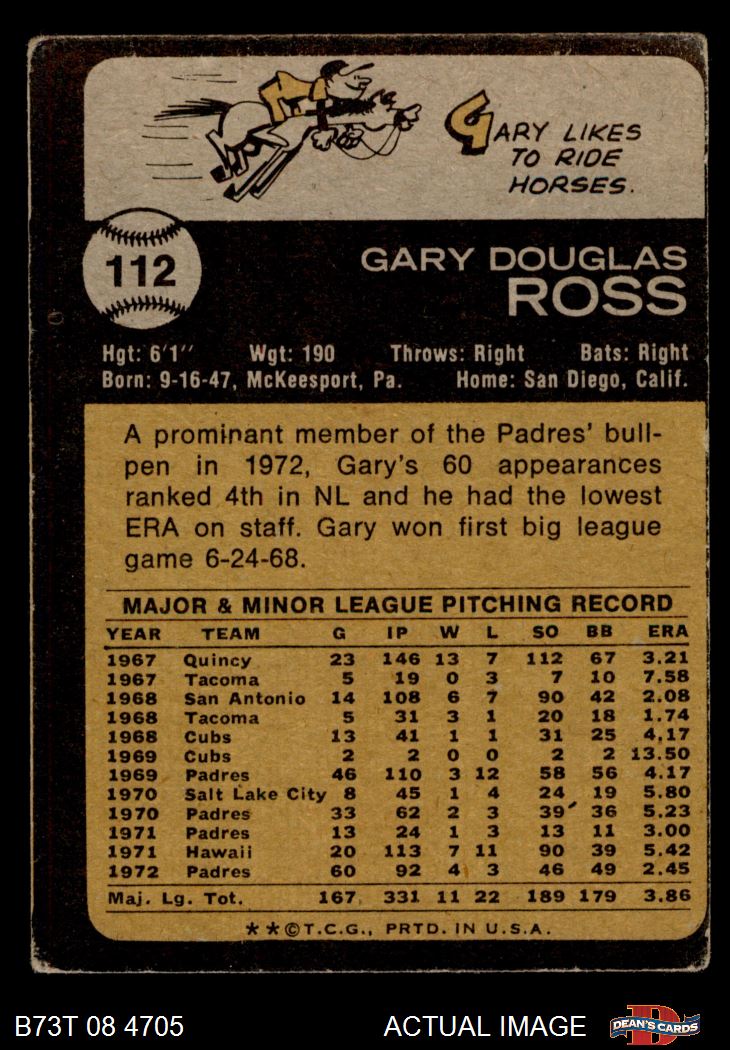 GARY LIKES
TO RIDE
HORSES.
112
GARY DOUGLAS
ROSS
Hgt: 6'1" Wgt: 190 Throws: Right Bats: Right
Born: 9-16-47, McKeesport, Pa. Home: San Diego, Calif.
A prominant member of the Padres' bull-
pen in 1972, Gary's 60 appearances
ranked 4th in NL and he had the lowest
ERA on staff. Gary won first big league
game 6-24-68.
MAJOR & MINOR LEAGUE PITCHING RECORD
YEAR TEAM G IP W L SO BB ERA
1967 Quincy 23 146 13 7 112 67 3.21
1967 Tacoma 5 19 0 3 7 10 7.58
1968 San Antonio 14 108 6 7 90 42 2.08
1968 Tacoma 5 31 3 1 20 18 1.74
1968 Cubs 13 41 1 1 31 25 4.17
1969 Cubs 2 2 0 0 2 2 13.50
1969 Padres 46 110 3 12 58 56 4.17
1970 Salt Lake City 8 45 1 4 24 19 5.80
1970 Padres 33 62 2 3 39 36 5.23
1971 Padres 13 24 1 3 13 11 3.00
1971 Hawaii 20 113 7 11 90 39 5.42
1972 Padres 60 92 4 3 46 49 2.45
Maj. Lg. Tot. 167 331 11 22 189 179 3.86
**©T.C.G., PRTD. IN U.S.A.
B73T 08 4705 ACTUAL IMAGE D DEAN'S CARDS